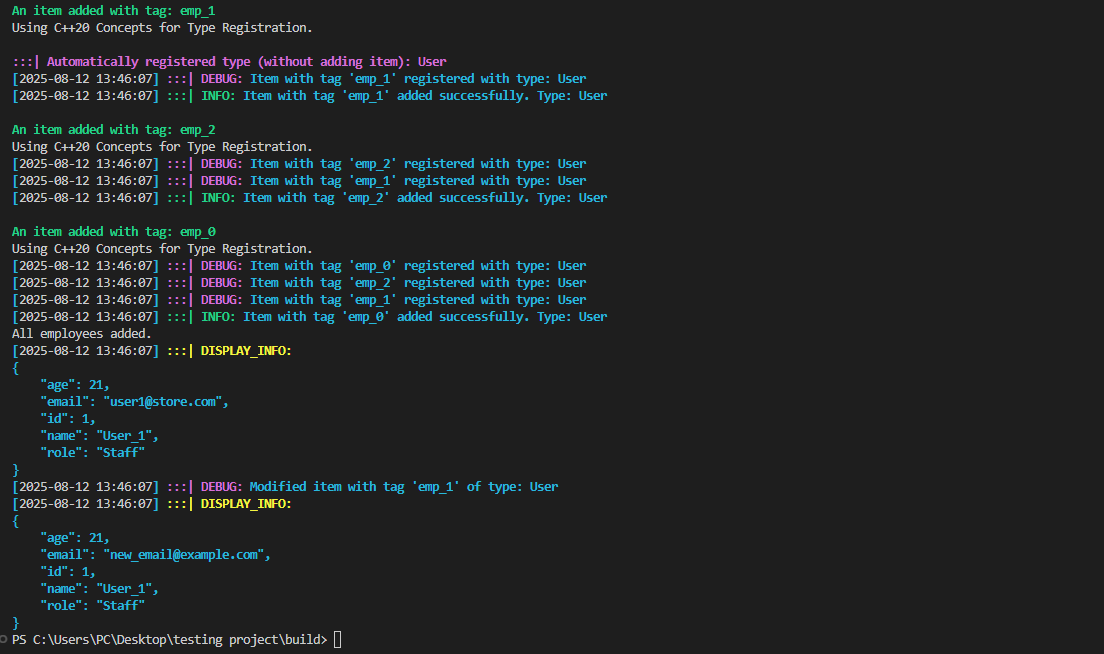 An item added with tag: emp_1
Using C++20 Concepts for Type Registration.
:::| Automatically registered type (without adding item): User
[2025-08-12 13:46:07] :::| DEBUG: Item with tag 'emp_1' registered with type: User
[2025-08-12 13:46:07] :::| INFO: Item with tag 'emp_1' added successfully. Type: User
An item added with tag: emp_2
Using C++20 Concepts for Type Registration.
[2025-08-12 13:46:07] :::| DEBUG: Item with tag 'emp_2' registered with type: User
[2025-08-12 13:46:07] :::| DEBUG: Item with tag 'emp_1' registered with type: User
[2025-08-12 13:46:07] :::| INFO: Item with tag 'emp_2' added successfully. Type: User
An item added with tag: emp_0
Using C++20 Concepts for Type Registration.
[2025-08-12 13:46:07] :::| DEBUG: Item with tag 'emp_0' registered with type: User
[2025-08-12 13:46:07] :::| DEBUG: Item with tag 'emp_2' registered with type: User
[2025-08-12 13:46:07] :::| DEBUG: Item with tag 'emp_1' registered with type: User
[2025-08-12 13:46:07] :::| INFO: Item with tag 'emp_0' added successfully. Type: User
All employees added.
[2025-08-12 13:46:07] :::| DISPLAY_INFO:
{
    "age": 21,
    "email": "user1@store.com",
    "id": 1,
    "name": "User_1",
    "role": "Staff"
}
[2025-08-12 13:46:07] :::| DEBUG: Modified item with tag 'emp_1' of type: User
[2025-08-12 13:46:07] :::| DISPLAY_INFO:
{
    "age": 21,
    "email": "new_email@example.com",
    "id": 1,
    "name": "User_1",
    "role": "Staff"
}
PS C:\Users\PC\Desktop\testing project\build>